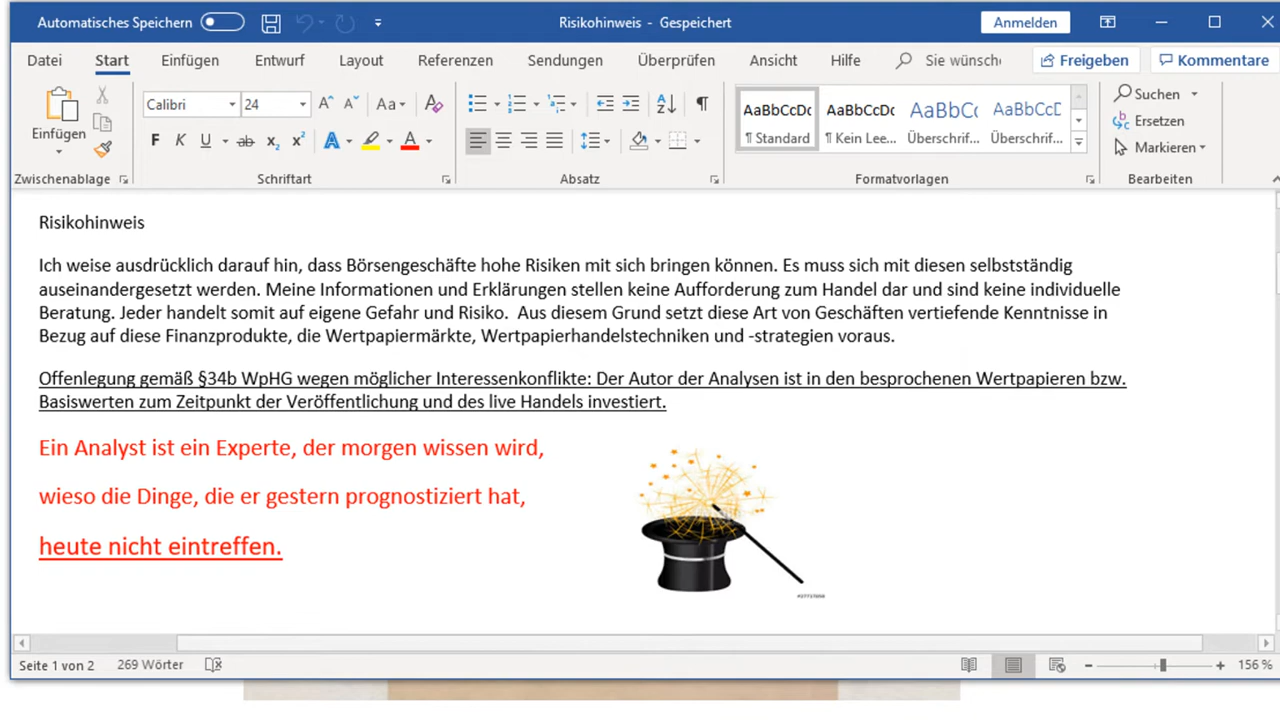 Automatisches Speichern
Risikohinweis - Gespeichert
Anmelden
Datei Start Einfügen Entwurf Layout Referenzen Sendungen Überprüfen Ansicht Hilfe Sie wünsch Freigeben Kommentare
Einfügen
Calibri 24 A A Aa A
F K U ab x₂ x² A A
AaBbCcDc AaBbCcDc AaBbC AaBbCcD
¶ Standard ¶ Kein Lee... Überschrif... Überschrif...
Suchen
Ersetzen
Markieren
Zwischenablage Schriftart Absatz Formatvorlagen Bearbeiten
Risikohinweis
Ich weise ausdrücklich darauf hin, dass Börsengeschäfte hohe Risiken mit sich bringen können. Es muss sich mit diesen selbstständig
auseinandergesetzt werden. Meine Informationen und Erklärungen stellen keine Aufforderung zum Handel dar und sind keine individuelle
Beratung. Jeder handelt somit auf eigene Gefahr und Risiko.  Aus diesem Grund setzt diese Art von Geschäften vertiefende Kenntnisse in
Bezug auf diese Finanzprodukte, die Wertpapiermärkte, Wertpapierhandelstechniken und -strategien voraus.
Offenlegung gemäß §34b WpHG wegen möglicher Interessenkonflikte: Der Autor der Analysen ist in den besprochenen Wertpapieren bzw.
Basiswerten zum Zeitpunkt der Veröffentlichung und des live Handels investiert.
Ein Analyst ist ein Experte, der morgen wissen wird,
wieso die Dinge, die er gestern prognostiziert hat,
heute nicht eintreffen.
Seite 1 von 2 269 Wörter 156 %